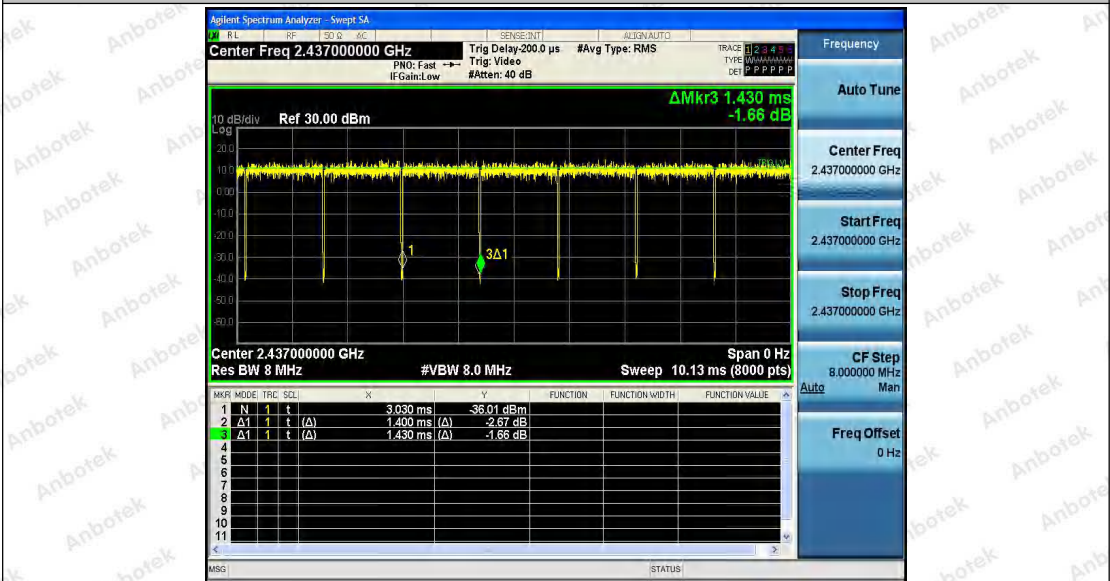 Agilent Spectrum Analyzer - Swept SA
LXI RL RF 50 Ω AC SENSE:INT ALIGNAUTO
Center Freq 2.437000000 GHz
PNO: Fast
IFGain:Low
Trig Delay-200.0 µs
Trig: Video
#Atten: 40 dB
#Avg Type: RMS
TRACE 1 2 3 4 5 6
TYPE WWWWWWW
DET P P P P P P
ΔMkr3 1.430 ms
-1.66 dB
10 dB/div Ref 30.00 dBm
Log
20.0
10.0
0.00
-10.0
-20.0
-30.0
-40.0
-50.0
-60.0
TRIG LVL
1
3Δ1
Center 2.437000000 GHz Span 0 Hz
Res BW 8 MHz #VBW 8.0 MHz Sweep 10.13 ms (8000 pts)
MKR MODE TRC SCL X Y FUNCTION FUNCTION WIDTH FUNCTION VALUE
1 N 1 t 3.030 ms -36.01 dBm
2 Δ1 1 t (Δ) 1.400 ms (Δ) -2.67 dB
3 Δ1 1 t (Δ) 1.430 ms (Δ) -1.66 dB
4
5
6
7
8
9
10
11
MSG STATUS
Frequency
Auto Tune
Center Freq
2.437000000 GHz
Start Freq
2.437000000 GHz
Stop Freq
2.437000000 GHz
CF Step
8.000000 MHz
Auto Man
Freq Offset
0 Hz
Anbotek